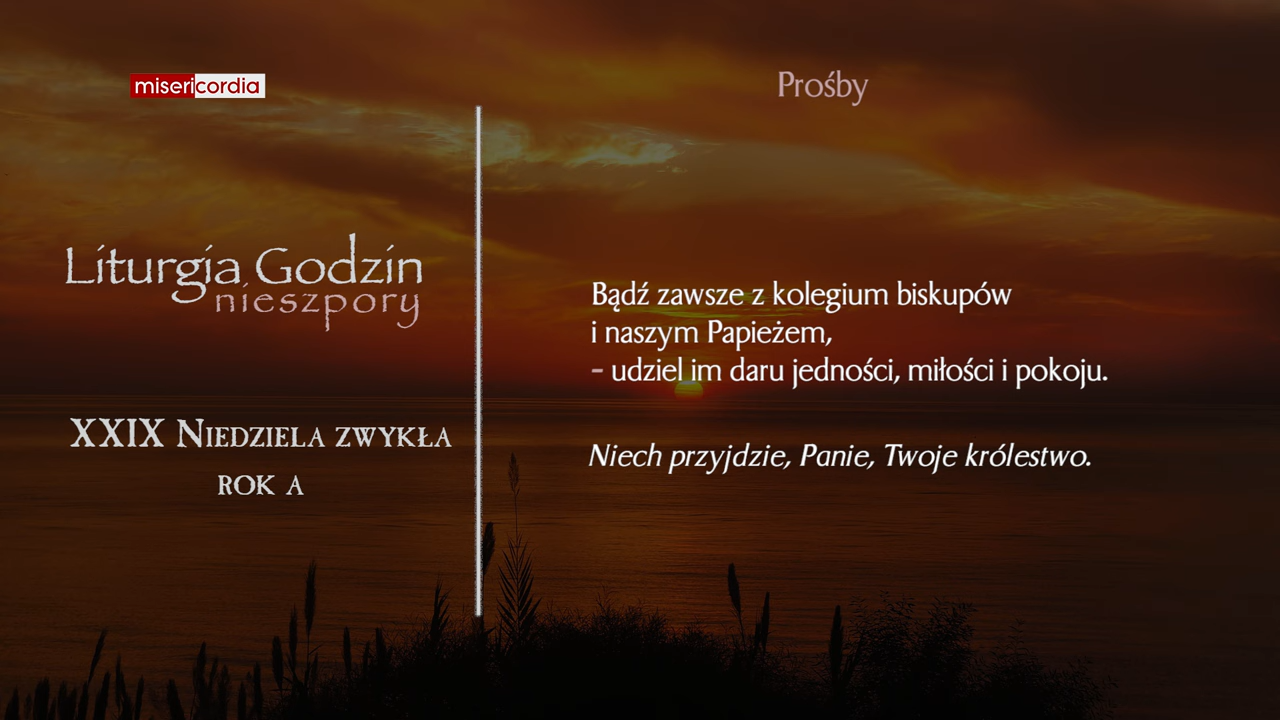 misericordia
Liturgia Godzin
nieszpory
XXIX Niedziela zwykła
rok A
Prośby
Bądź zawsze z kolegium biskupów
i naszym Papieżem,
- udziel im daru jedności, miłości i pokoju.
Niech przyjdzie, Panie, Twoje królestwo.